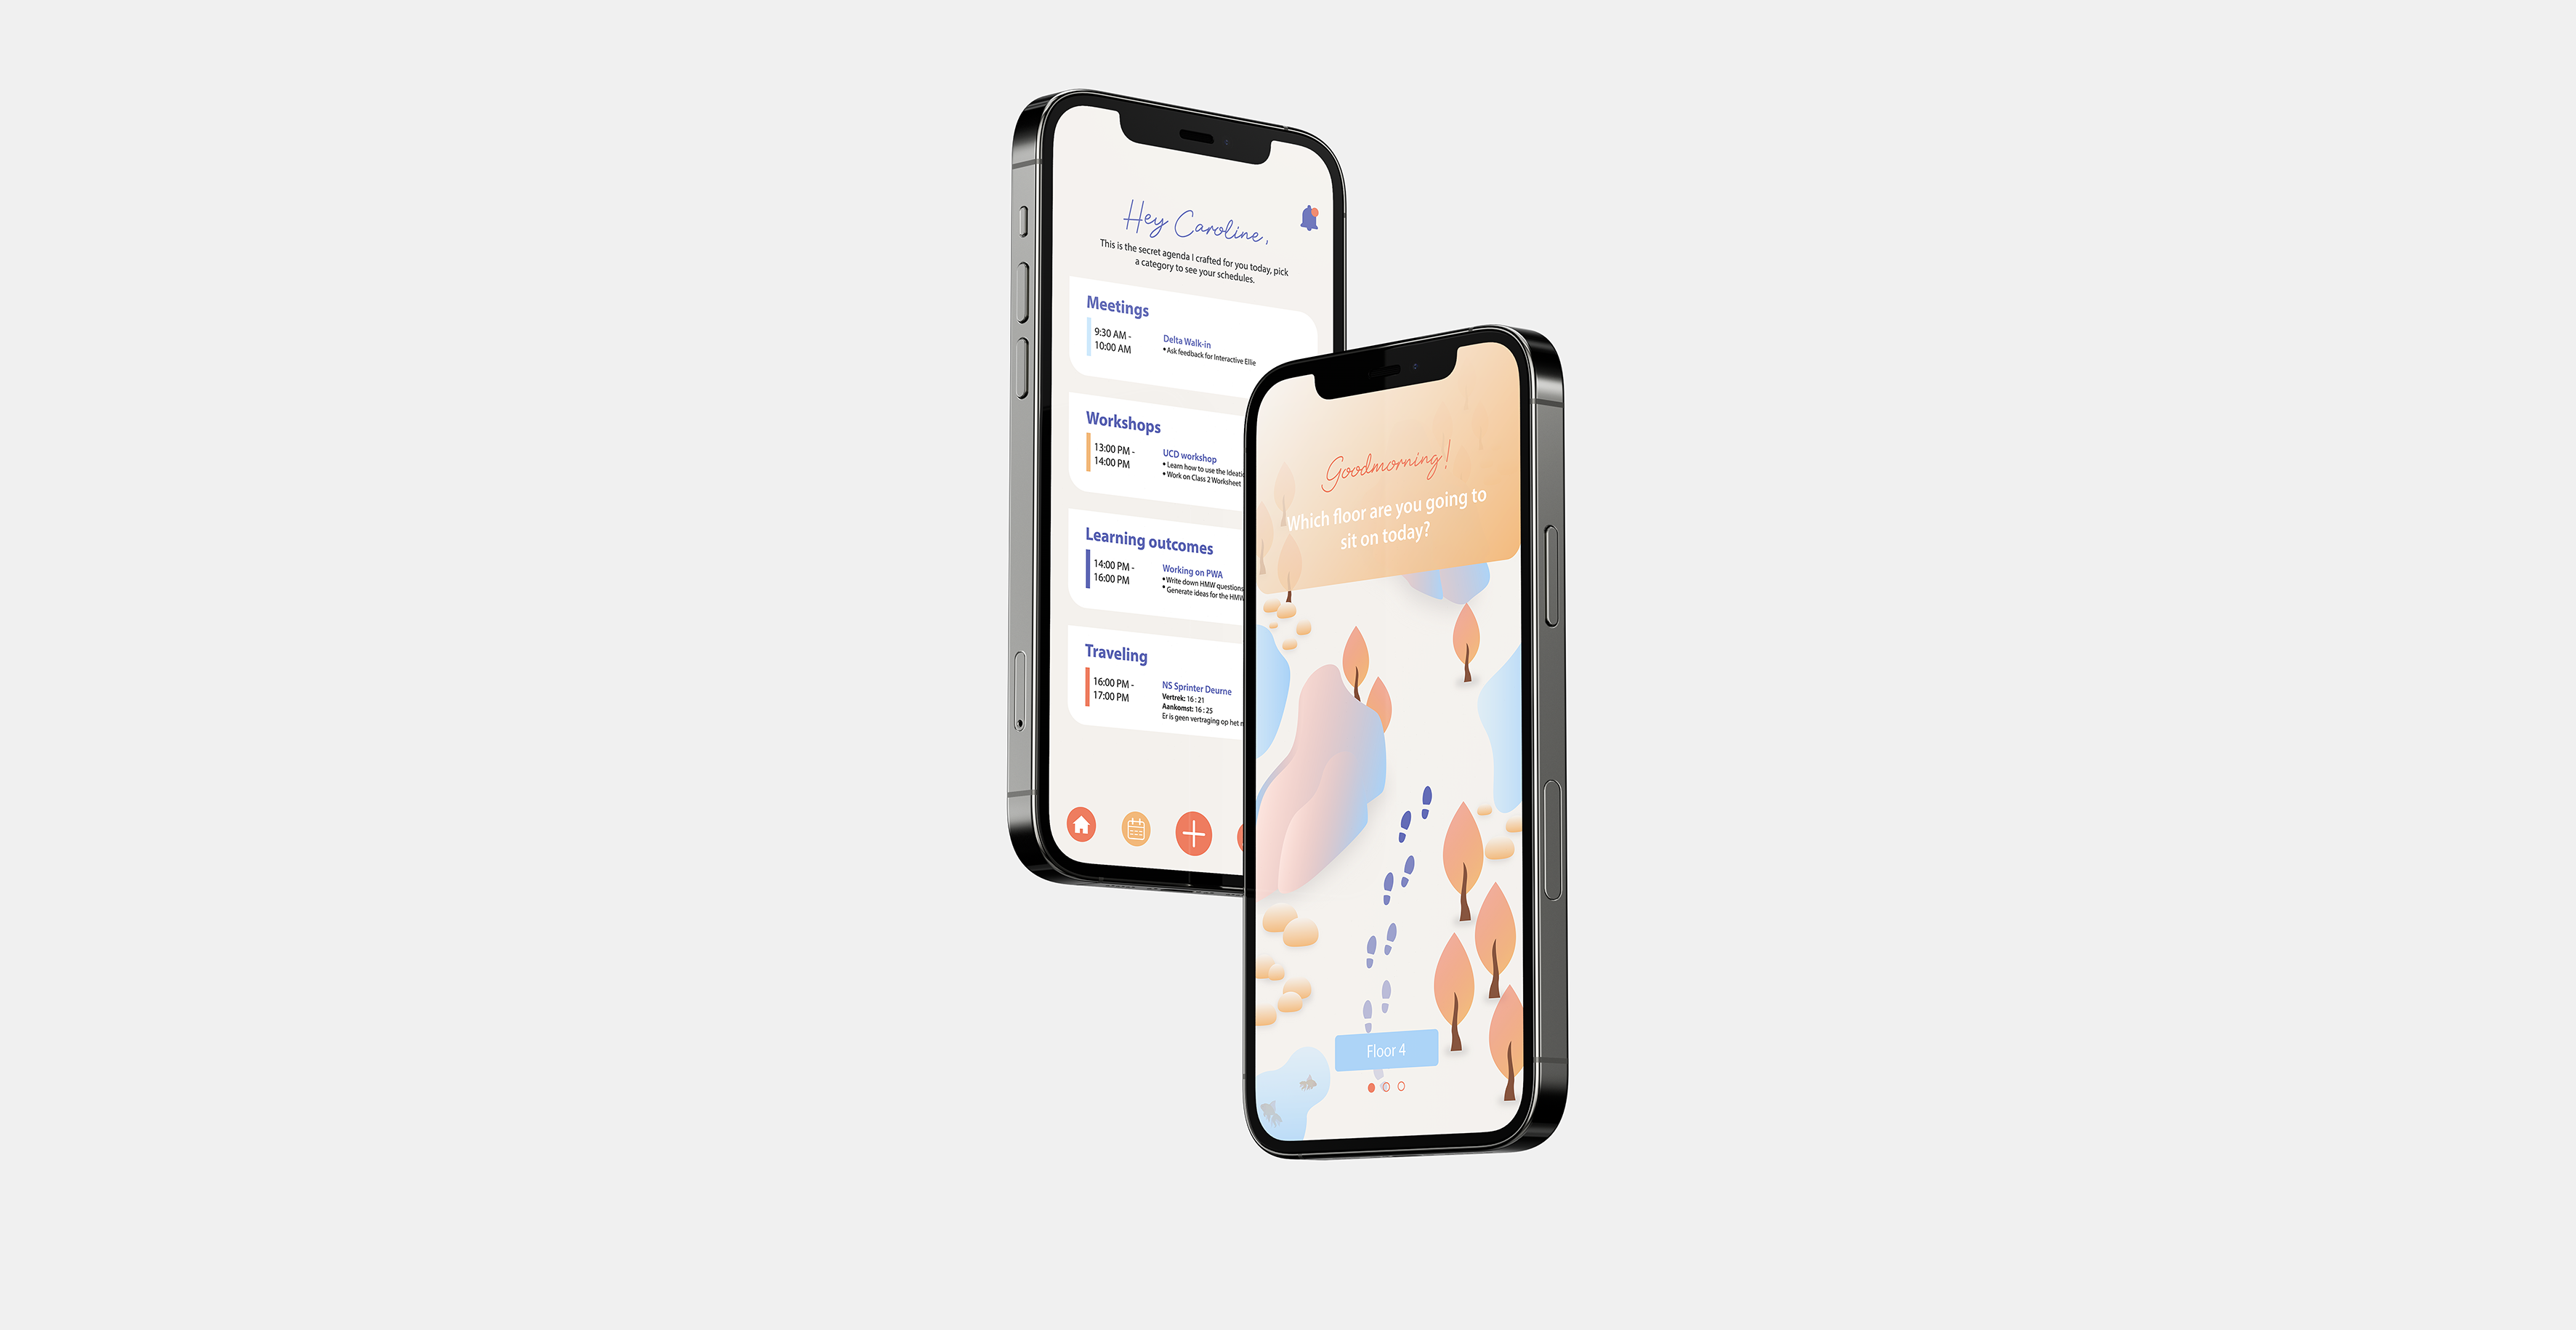 Hey Caroline,
This is the secret agenda I crafted for you today, pick
a category to see your schedules.
Meetings
9:30 AM -
10:00 AM
Delta Walk-in
• Ask feedback for Interactive Ellie
Workshops
13:00 PM -
14:00 PM
UCD workshop
• Learn how to use the
• Work on Class 2 Worksheet
Learning outcomes
14:00 PM -
16:00 PM
Working on PWA
• Write down HMW questions
• Generate ideas for the HMW
Traveling
16:00 PM -
17:00 PM
NS Sprinter Deurne
Vertrek: 16 : 21
Aankomst: 16 : 25
Er is geen vertraging op het
Goodmorning!
Which floor are you going to
sit on today?
Floor 4